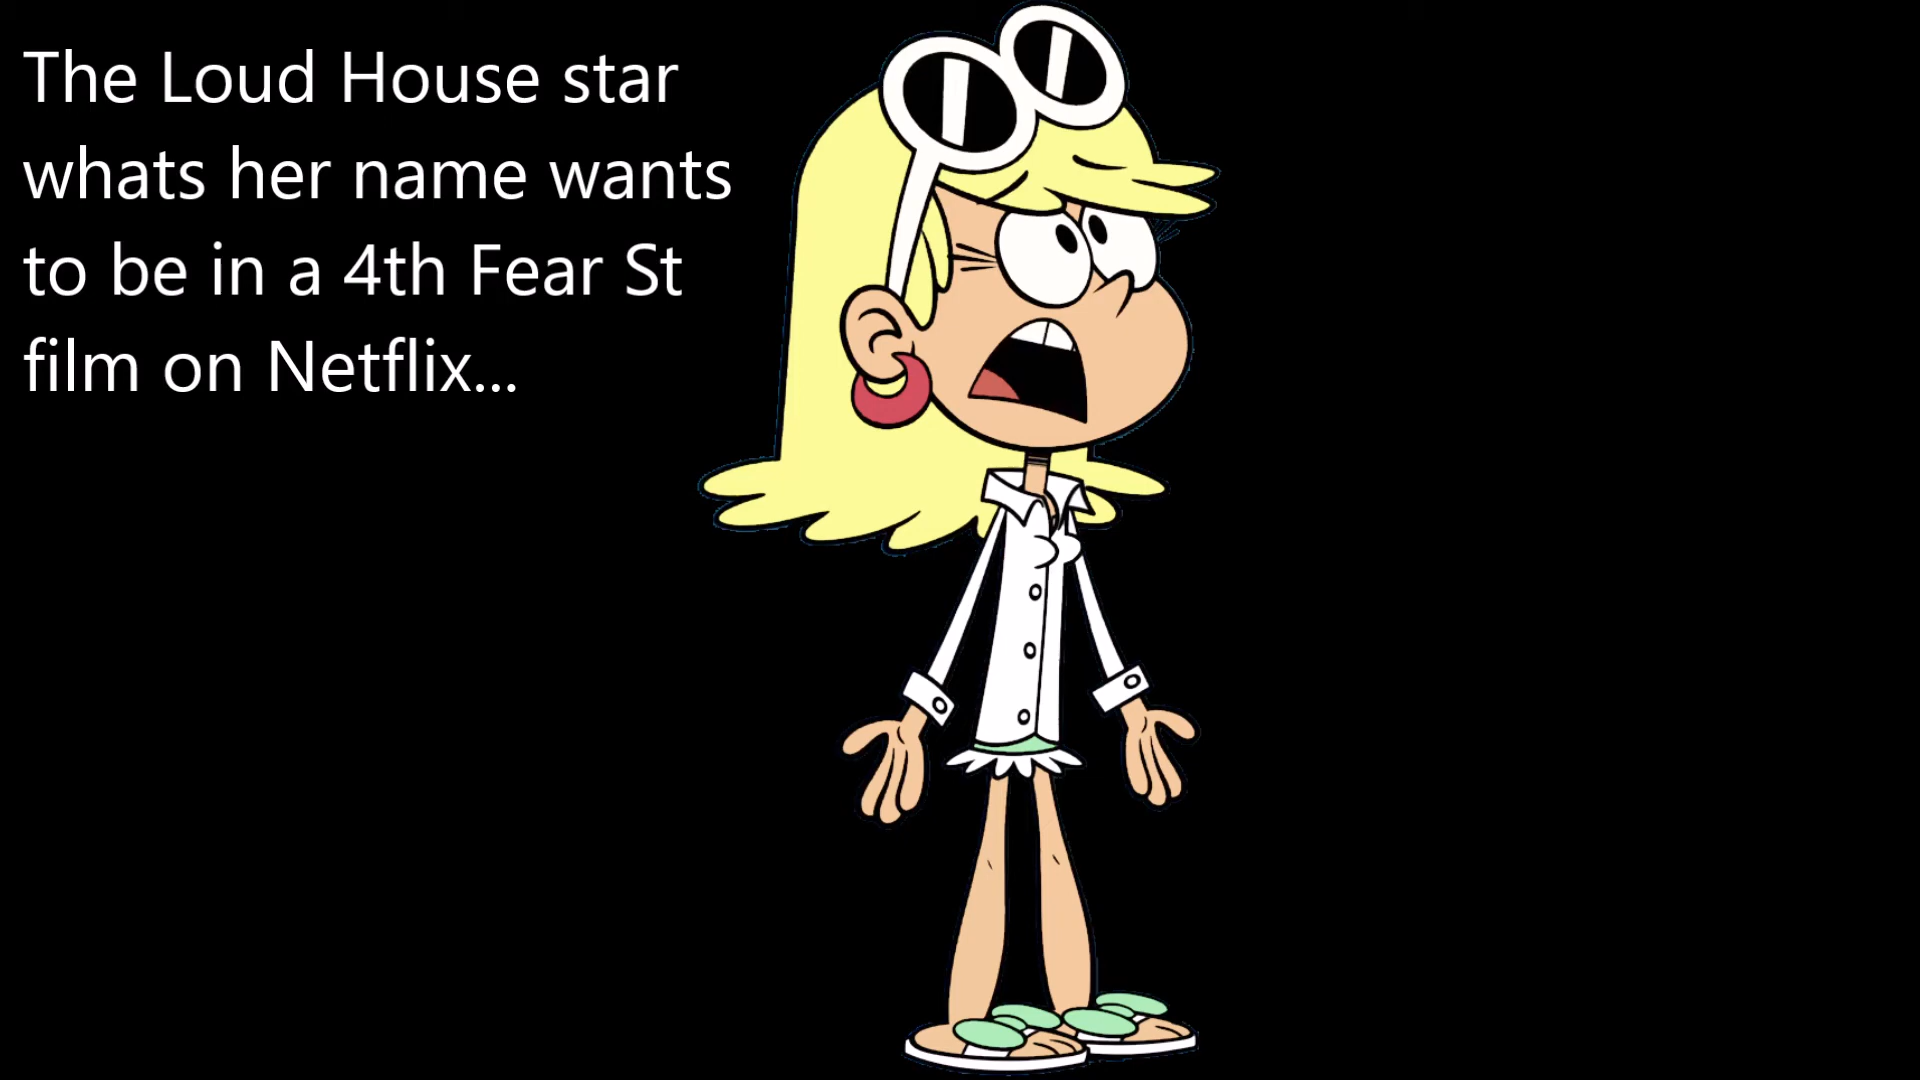 The Loud House star
whats her name wants
to be in a 4th Fear St
film on Netflix...